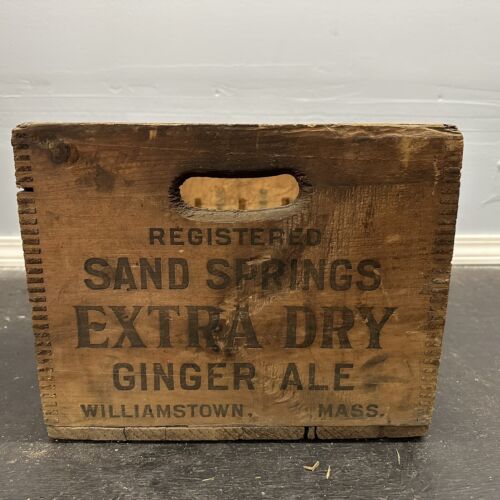 REGISTERED
SAND SPRINGS
EXTRA DRY
GINGER ALE
WILLIAMSTOWN. MASS.